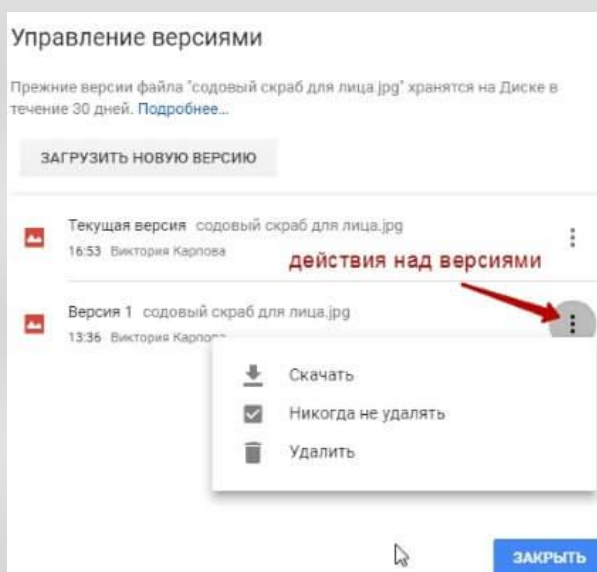 Управление версиями
Прежние версии файла "содовый скраб для лица.jpg" хранятся на Диске в
течение 30 дней. Подробнее...
ЗАГРУЗИТЬ НОВУЮ ВЕРСИЮ
Текущая версия содовый скраб для лица.jpg
16:53 Виктория Карпова
действия над версиями
Версия 1 содовый скраб для лица.jpg
13:36 Виктория Карпова
Скачать
Никогда не удалять
Удалить
ЗАКРЫТЬ